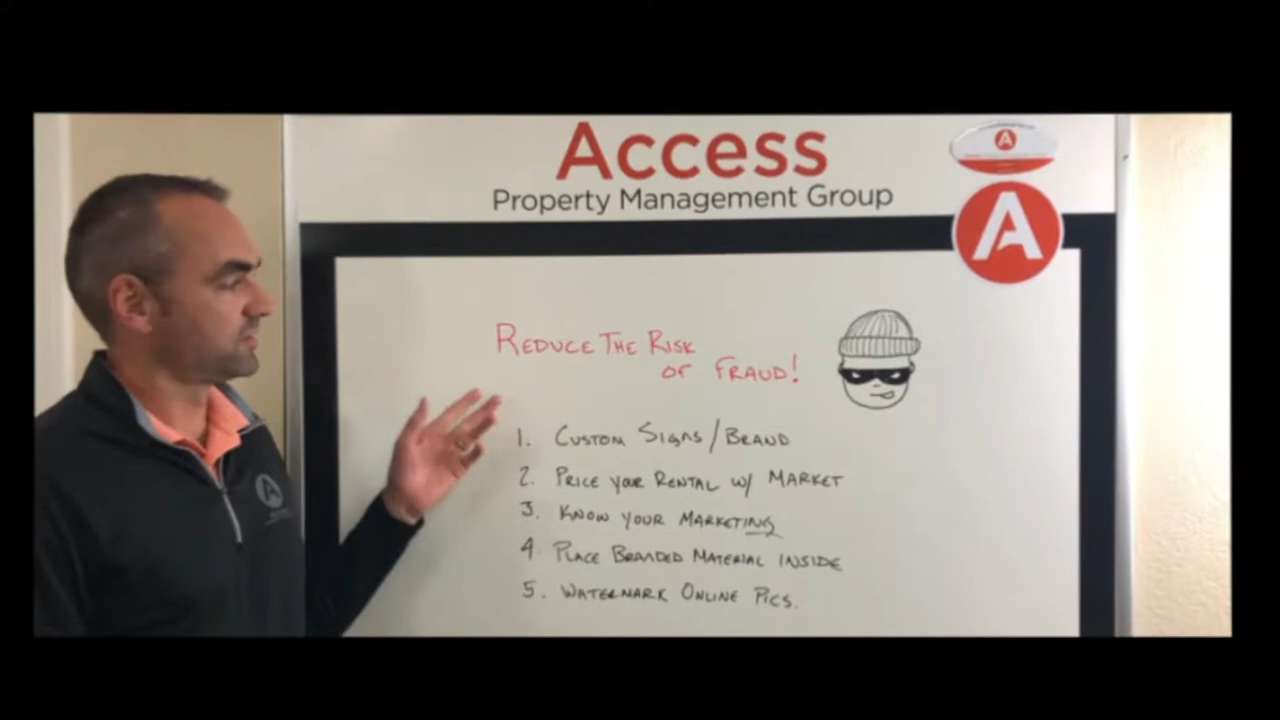 Access
Property Management Group
A
A
REDUCE THE RISK
OF FRAUD!
1. CUSTOM SIGNS/BRAND
2. PRICE YOUR RENTAL W/ MARKET
3. KNOW YOUR MARKETING
4. PLACE BRANDED MATERIAL INSIDE
5. WATERMARK ONLINE PICS.
A